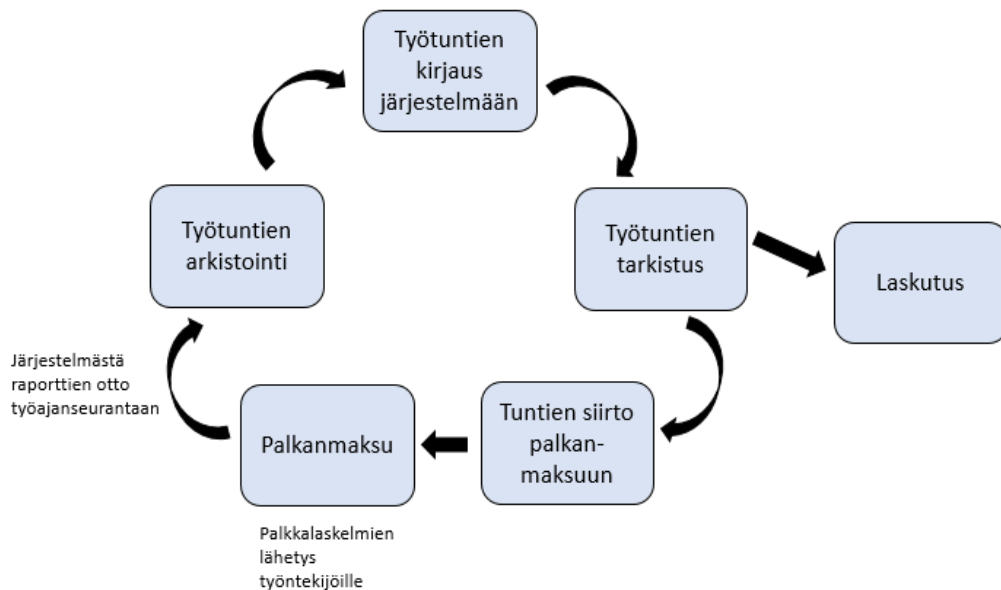 Työtuntien
kirjaus
järjestelmään
Työtuntien
tarkistus
Laskutus
Tuntien siirto
palkan-
maksuun
Palkanmaksu
Palkkalaskelmien
lähetys
työntekijöille
Järjestelmästä
raporttien otto
työajanseurantaan
Työtuntien
arkistointi